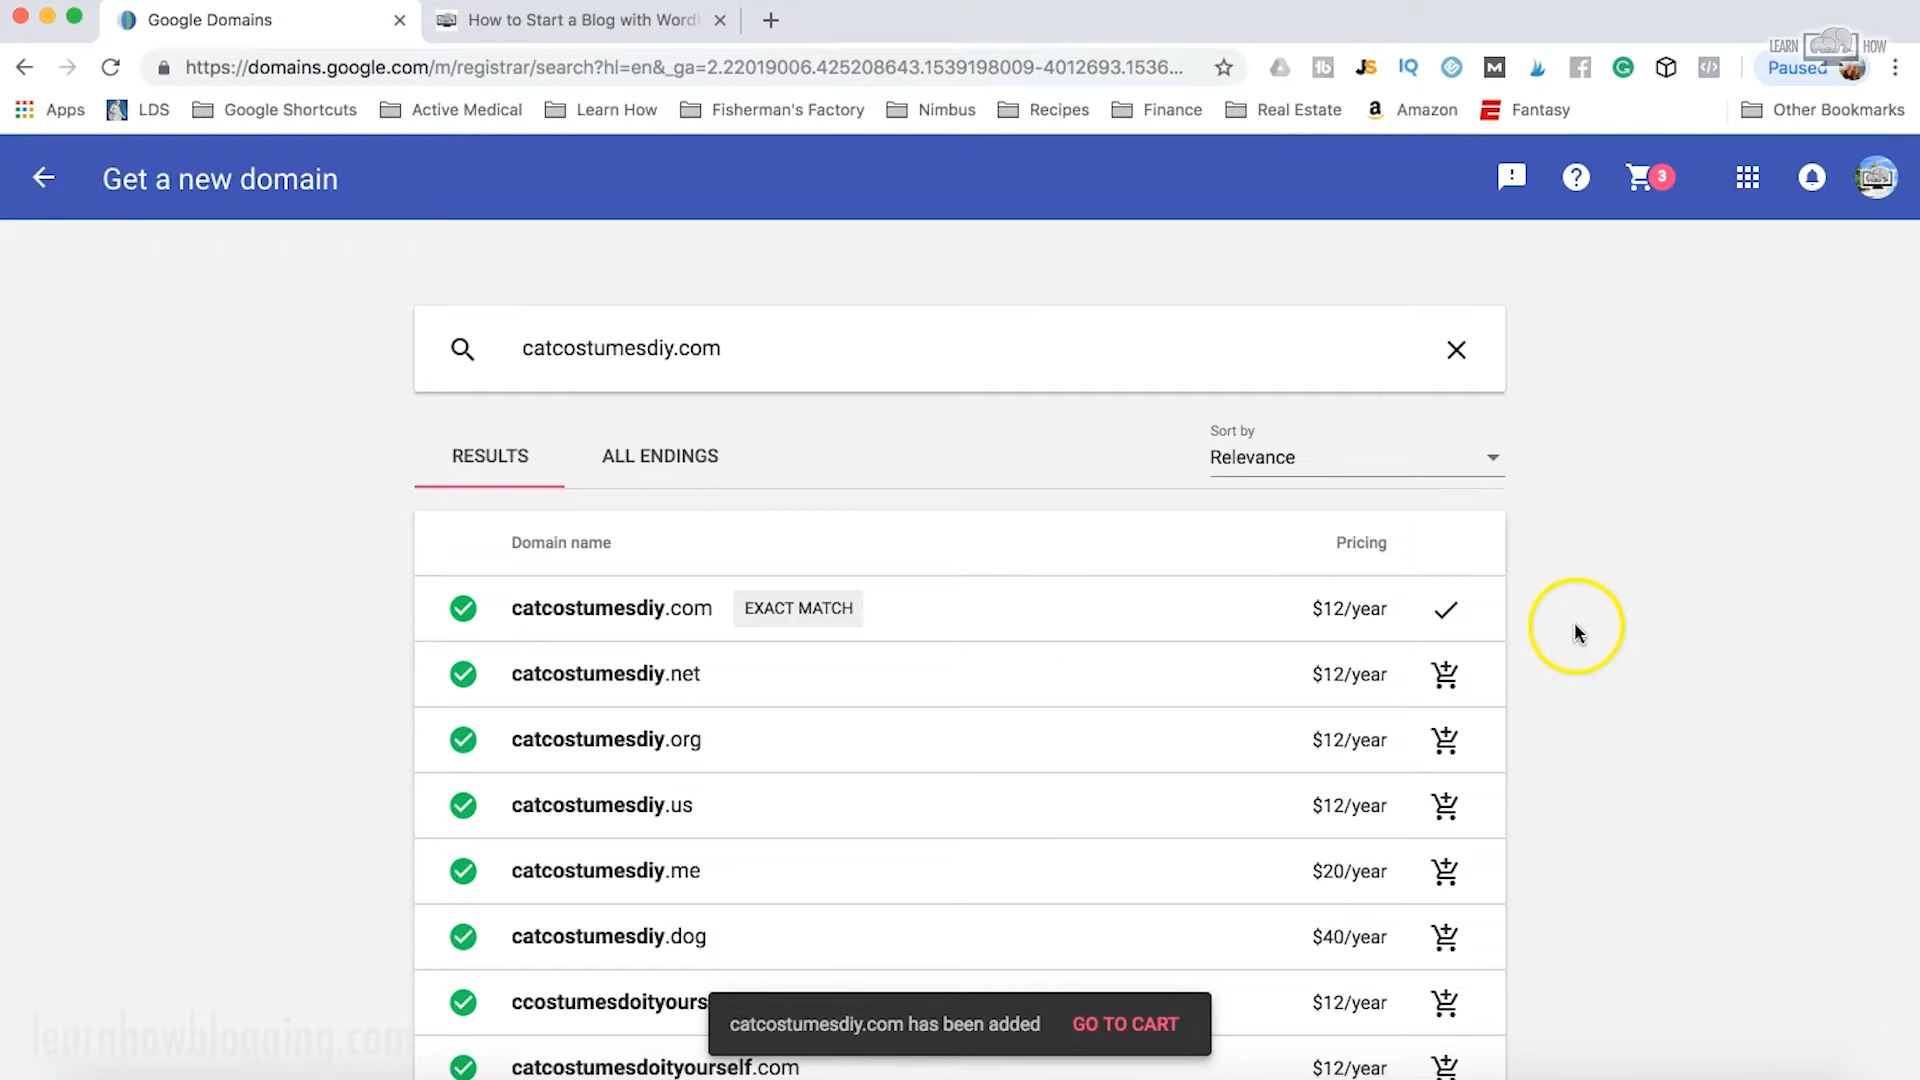 Google Domains
How to Start a Blog with Word
LEARN HOW
https://domains.google.com/m/registrar/search?hl=en&_ga=2.22019006.425208643.1539198009-4012693.1536...
Paused
Apps LDS Google Shortcuts Active Medical Learn How Fisherman's Factory Nimbus Recipes Finance Real Estate Amazon Fantasy Other Bookmarks
Get a new domain
3
catcostumesdiy.com
Sort by
RESULTS ALL ENDINGS Relevance
Domain name Pricing
catcostumesdiy.com EXACT MATCH $12/year
catcostumesdiy.net $12/year
catcostumesdiy.org $12/year
catcostumesdiy.us $12/year
catcostumesdiy.me $20/year
catcostumesdiy.dog $40/year
ccostumesdoityours $12/year
catcostumesdiy.com has been added GO TO CART
learnhowblogging.com
catcostumesdoityourself.com $12/year